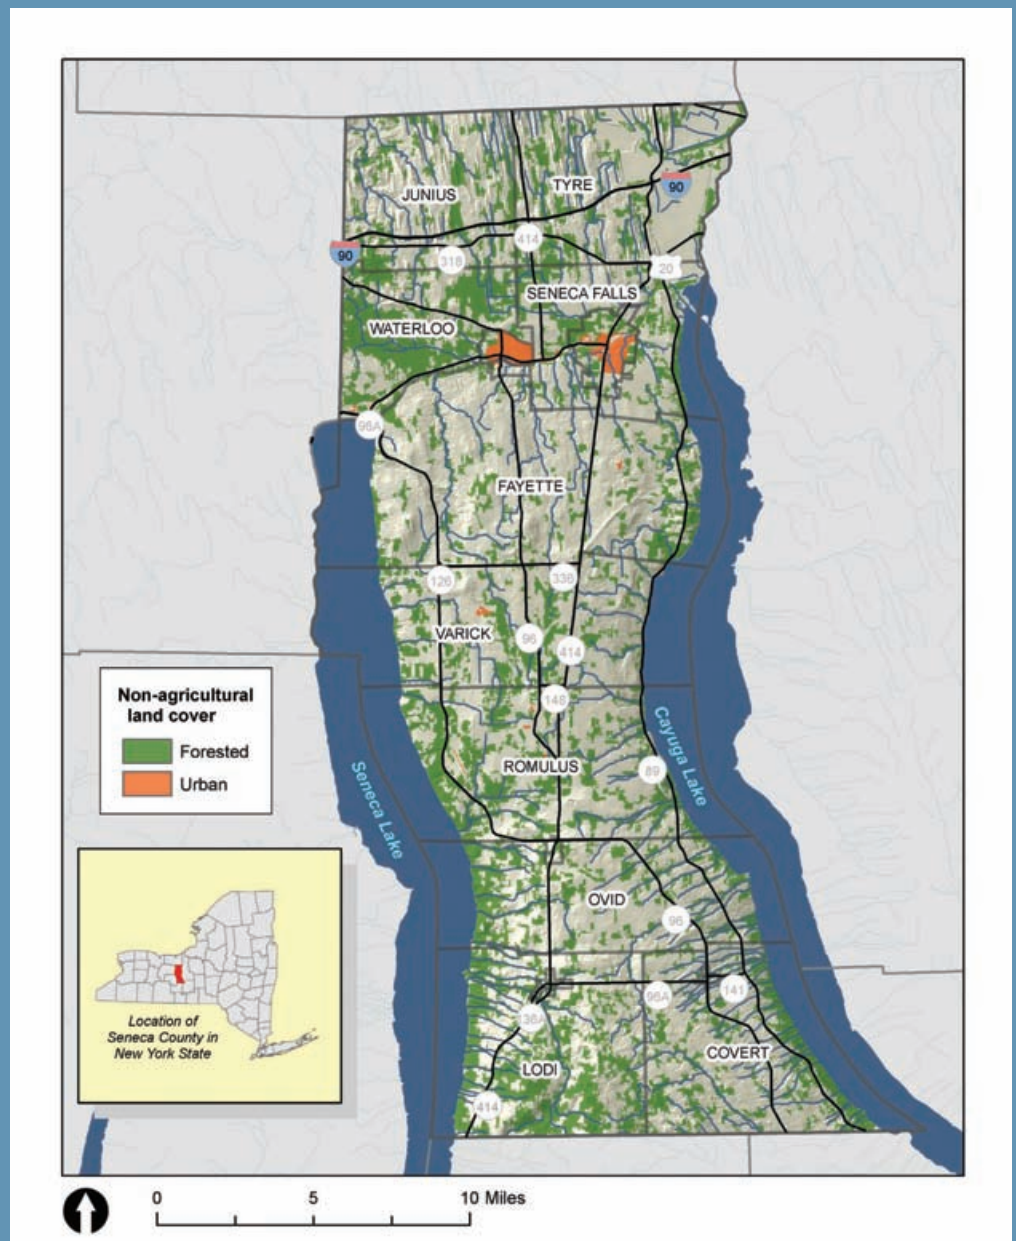 JUNIUS
TYRE
90
414
90
318
20
SENECA FALLS
WATERLOO
96A
FAYETTE
126
336
VARICK
96
414
148
Non-agricultural
land cover
Forested
Urban
ROMULUS
89
Cayuga Lake
Seneca Lake
OVID
96
96A
141
136A
Location of
Seneca County in
New York State
COVERT
LODI
414
0 5 10 Miles